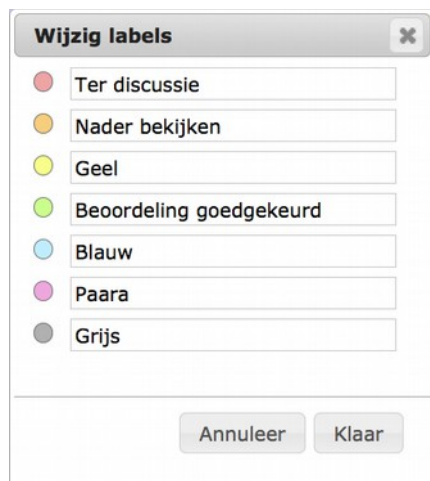 Wijzig labels
Ter discussie
Nader bekijken
Geel
Beoordeling goedgekeurd
Blauw
Paara
Grijs
Annuleer Klaar